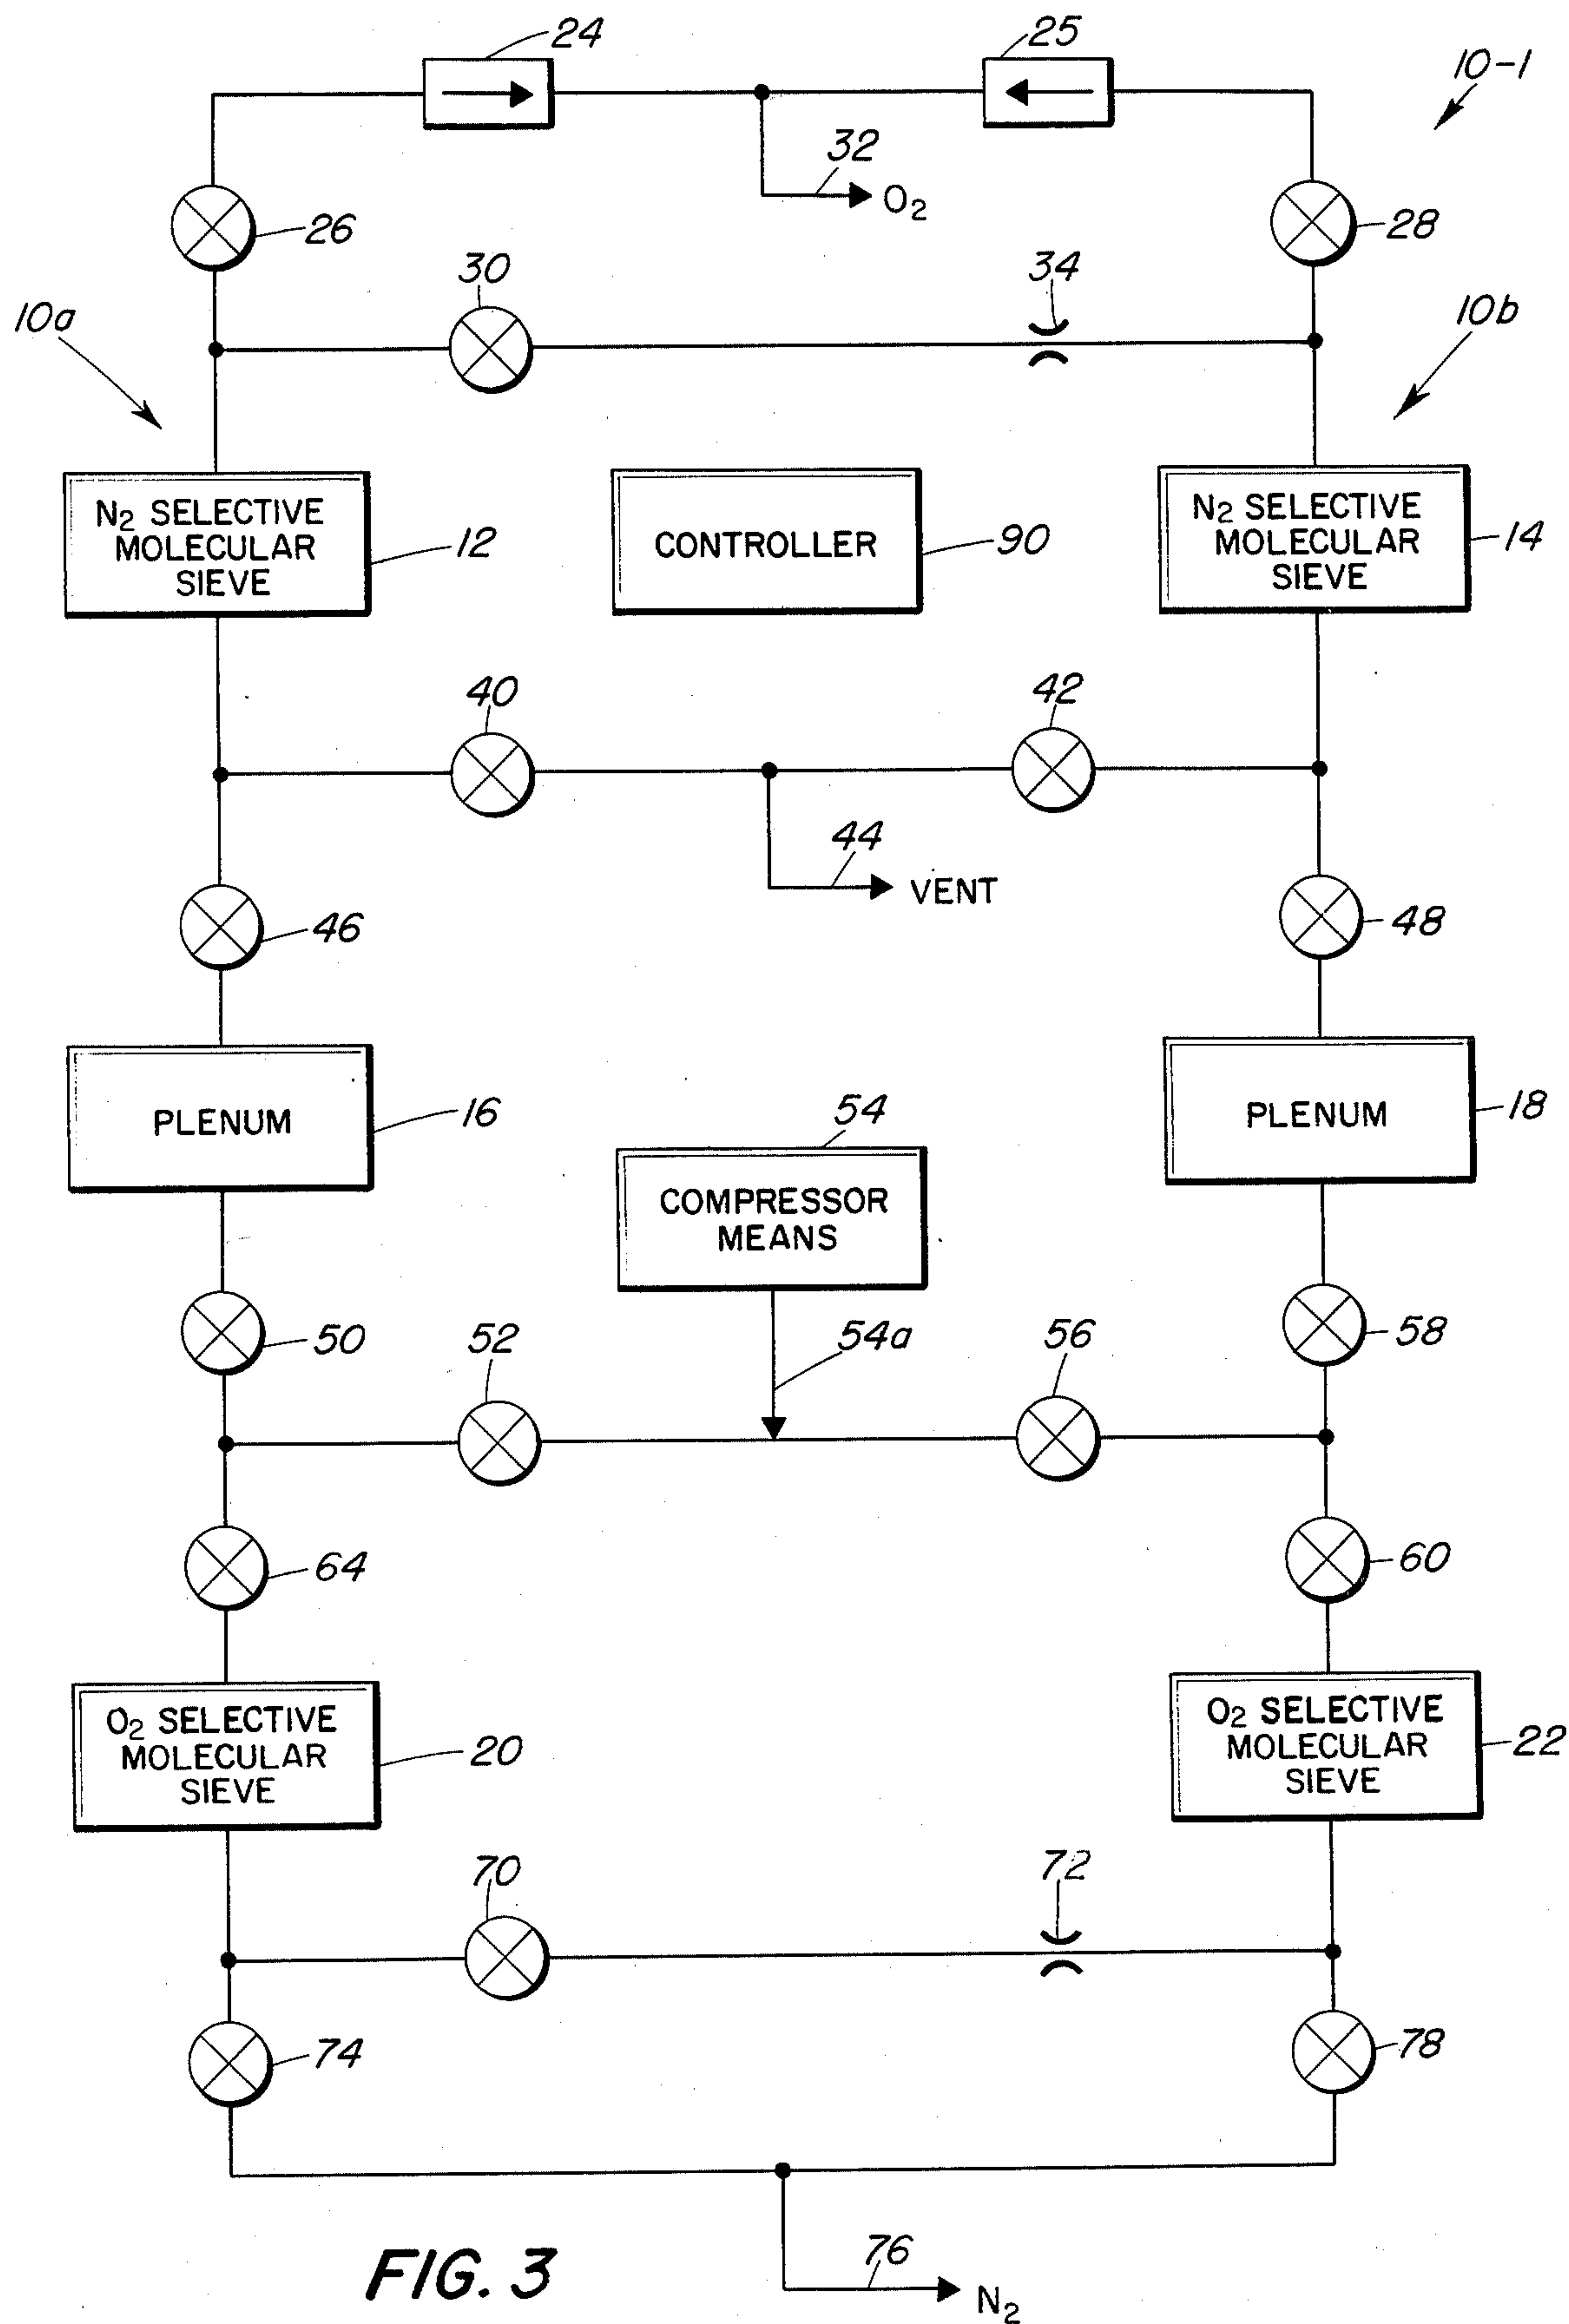 24
25
10-1
32
O2
26
28
30
34
10a
10b
N2 SELECTIVE
MOLECULAR
SIEVE
12
CONTROLLER
90
N2 SELECTIVE
MOLECULAR
SIEVE
14
40
42
44
VENT
46
48
PLENUM
16
54
COMPRESSOR
MEANS
PLENUM
18
50
52
54a
56
58
64
60
O2 SELECTIVE
MOLECULAR
SIEVE
20
O2 SELECTIVE
MOLECULAR
SIEVE
22
70
72
74
78
76
N2
FIG. 3